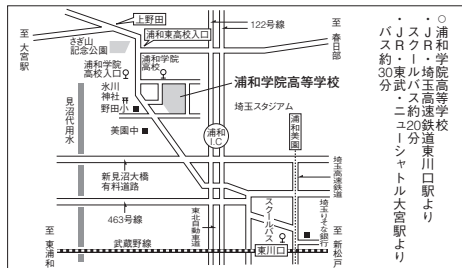 ○浦和学院高等学校
・JR・埼玉高速鉄道東川口駅より
スクールバス約20分
・JR・東武・ニューシャトル大宮駅より
バス約30分
至大宮駅
上野田
浦和東高校入口
122号線
至春日部
さぎ山
記念公園
浦和学院
高校入口
浦和学院
高校
浦和学院高等学校
氷川
神社
野田小
埼玉スタジアム
見沼代用水
美園中
浦和
I.C
浦和美園
新見沼大橋
有料道路
埼玉高速鉄道
463号線
東北自動車道
スクールバス
埼玉りそな銀行
至東浦和
武蔵野線
東川口
至新松戸